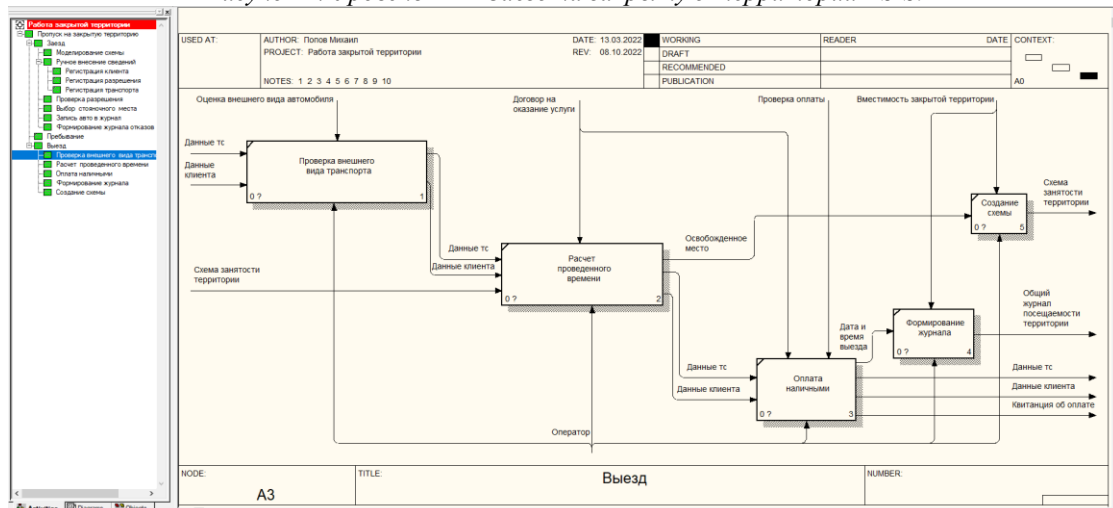 Работа закрытой территории
Пропуск на закрытую территорию
Заезд
Моделирование схемы
Ручное внесение сведений
Регистрация клиента
Регистрация разрешения
Регистрация транспорта
Проверка разрешения
Выбор стояночного места
Запись авто в журнал
Формирование журнала отказов
Пребывание
Выезд
Проверка внешнего вида трансп
Расчет проведенного времени
Оплата наличными
Формирование журнала
Создание схемы
USED AT:
AUTHOR: Попов Михаил
DATE: 13.03.2022
PROJECT: Работа закрытой территории
REV: 08.10.2022
NOTES: 1 2 3 4 5 6 7 8 9 10
WORKING
DRAFT
RECOMMENDED
PUBLICATION
READER
DATE
CONTEXT:
A0
Оценка внешнего вида автомобиля
Договор на
оказание услуги
Проверка оплаты
Вместимость закрытой территории
Данные тс
Данные
клиента
Проверка внешнего
вида транспорта
0 ?
1
Схема
занятости
территории
Создание
схемы
0 ?
5
Освобожденное
место
Данные тс
Данные клиента
Схема занятости
территории
Расчет
проведенного
времени
0 ?
2
Общий
журнал
посещаемости
территории
Дата и
время
выезда
Формирование
журнала
0 ?
4
Данные тс
Данные клиента
Оплата
наличными
0 ?
3
Данные тс
Данные клиента
Квитанция об оплате
Оператор
NODE:
A3
TITLE:
Выезд
NUMBER: